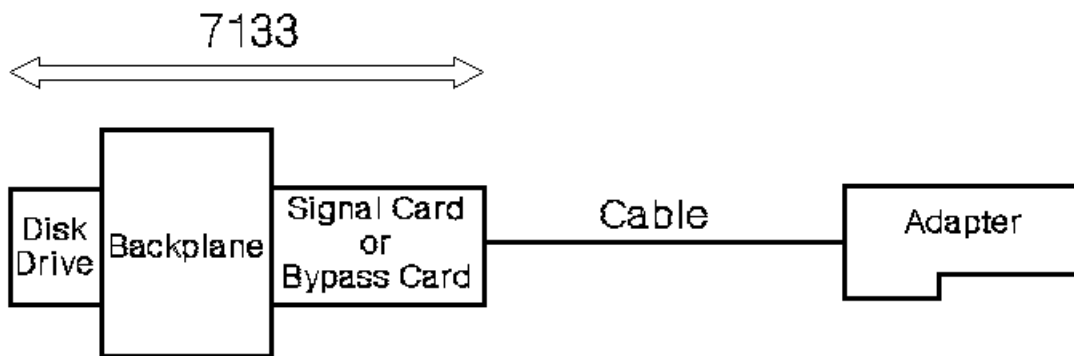 7133
Disk
Drive
Backplane
Signal Card
or
Bypass Card
Cable
Adapter